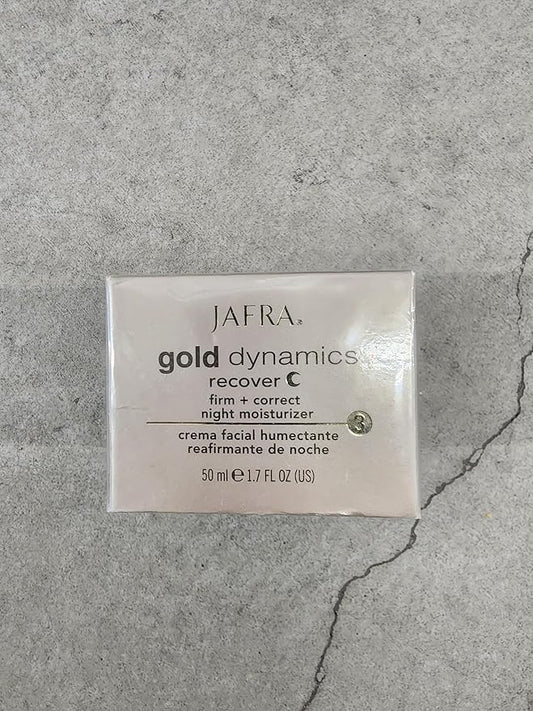 JAFRA
gold dynamics
recover
firm + correct
night moisturizer
3
crema facial humectante
reafirmante de noche
50 ml e 1.7 FL OZ (US)